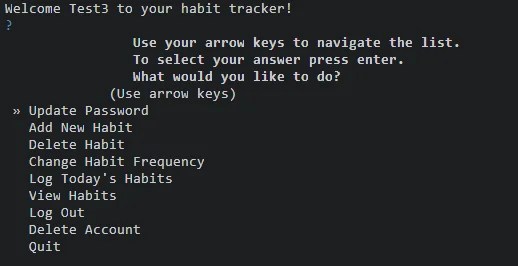 Welcome Test3 to your habit tracker!
?
Use your arrow keys to navigate the list.
To select your answer press enter.
What would you like to do?
(Use arrow keys)
» Update Password
Add New Habit
Delete Habit
Change Habit Frequency
Log Today's Habits
View Habits
Log Out
Delete Account
Quit